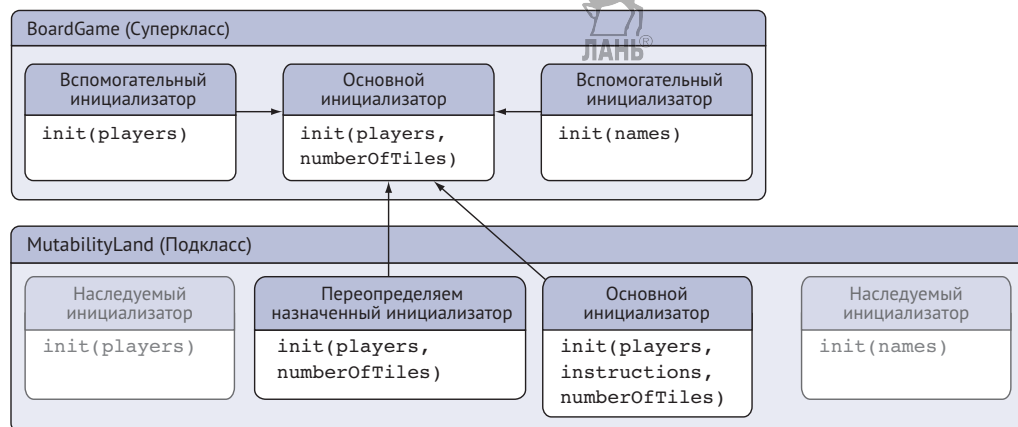 ЛАНЬ®
BoardGame (Суперкласс)
Вспомогательный
инициализатор
init(players)
Основной
инициализатор
init(players,
numberOfTiles)
Вспомогательный
инициализатор
init(names)
MutabilityLand (Подкласс)
Наследуемый
инициализатор
init(players)
Переопределяем
назначенный инициализатор
init(players,
numberOfTiles)
Основной
инициализатор
init(players,
instructions,
numberOfTiles)
Наследуемый
инициализатор
init(names)